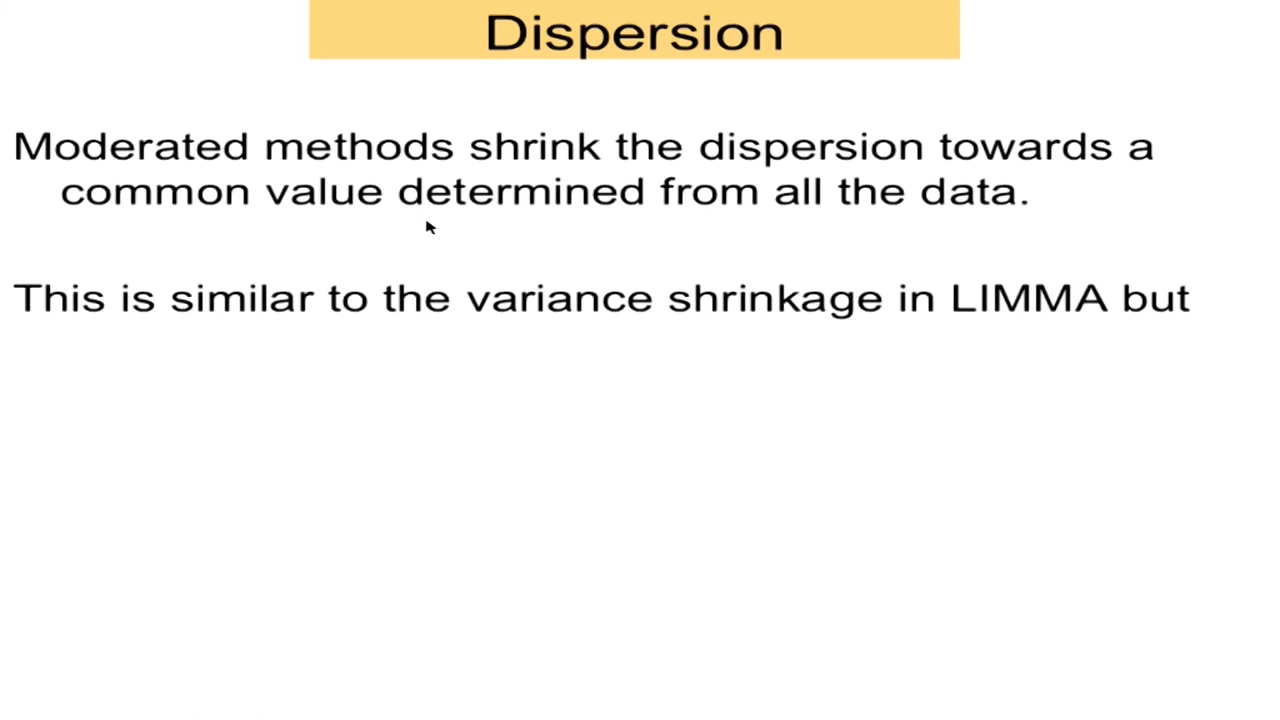 Dispersion
Moderated methods shrink the dispersion towards a
common value determined from all the data.
This is similar to the variance shrinkage in LIMMA but